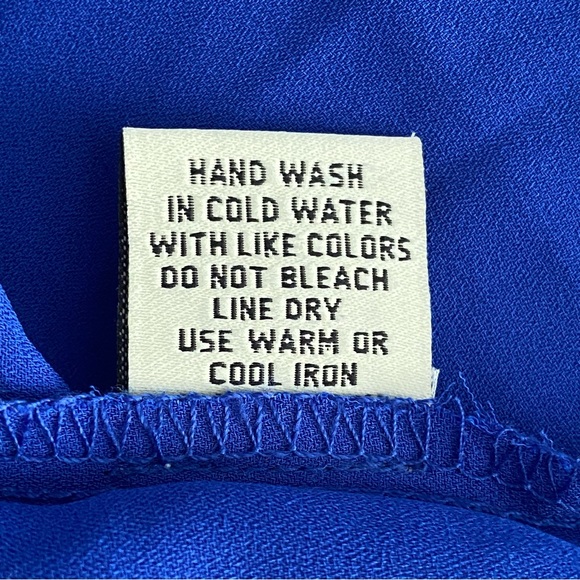 HAND WASH
IN COLD WATER
WITH LIKE COLORS
DO NOT BLEACH
LINE DRY
USE WARM OR
COOL IRON